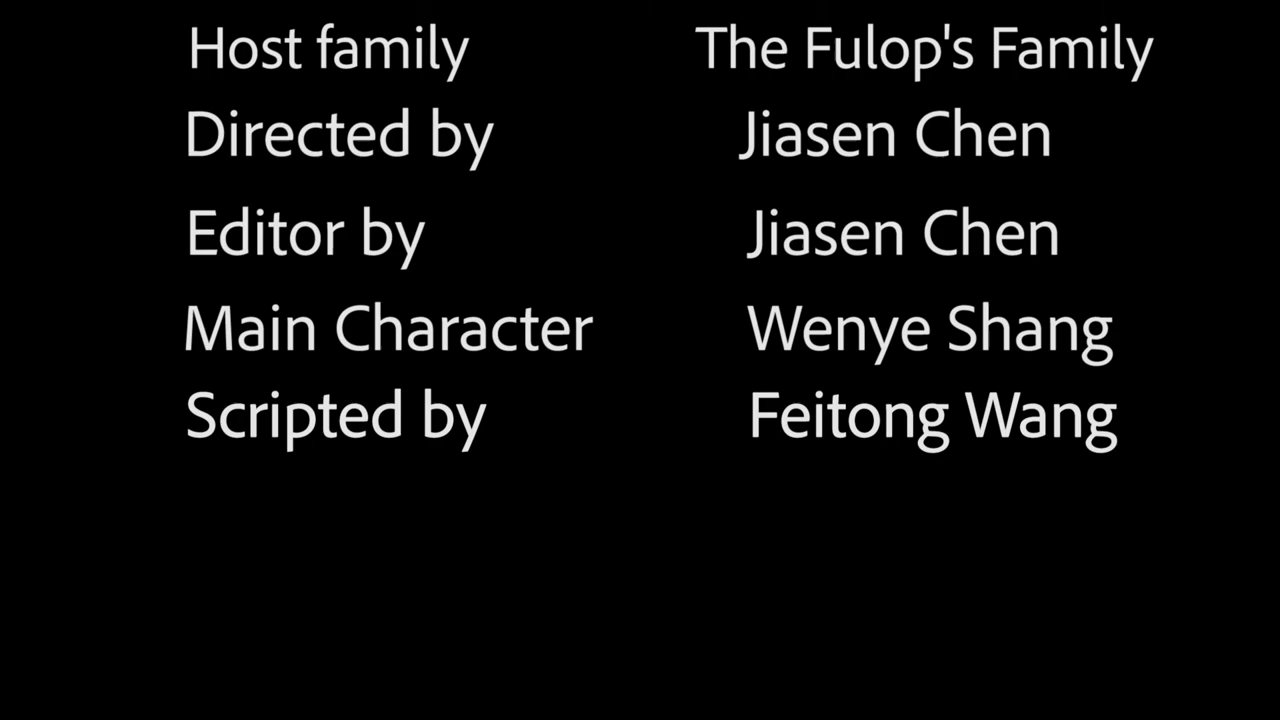 Host family The Fulop's Family
Directed by Jiasen Chen
Editor by Jiasen Chen
Main Character Wenye Shang
Scripted by Feitong Wang